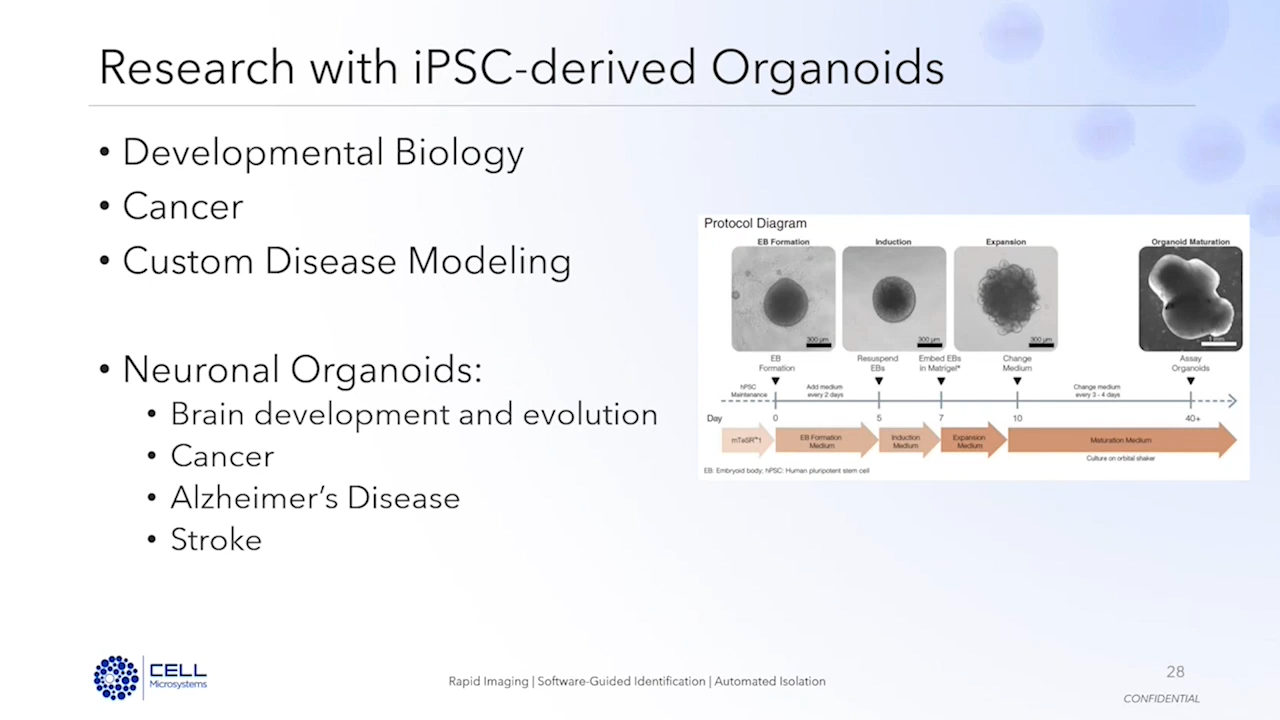 Research with iPSC-derived Organoids
• Developmental Biology
• Cancer
• Custom Disease Modeling
• Neuronal Organoids:
• Brain development and evolution
• Cancer
• Alzheimer's Disease
• Stroke
Protocol Diagram
EB Formation
Induction
Expansion
Organoid Maturation
300 μm
300 μm
300 μm
1 mm
EB
Formation
Resuspend
EBs
Embed EBs
in Matrigel®
Change
Medium
Assay
Organoids
hPSC
Maintenance
Add medium
every 2 days
Change medium
every 3 - 4 days
Day
0
5
7
10
40+
mTeSR™1
EB Formation
Medium
Induction
Medium
Expansion
Medium
Maturation Medium
Culture on orbital shaker
EB: Embryoid body; hPSC: Human pluripotent stem cell
CELL
Microsystems
Rapid Imaging | Software-Guided Identification | Automated Isolation
28
CONFIDENTIAL